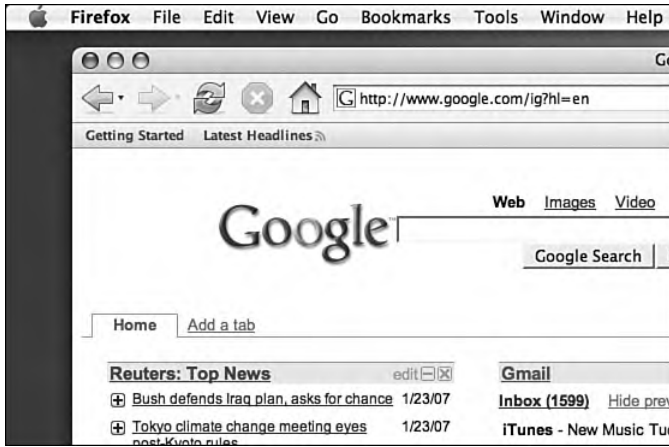 Firefox File Edit View Go Bookmarks Tools Window Help
G http://www.google.com/ig?hl=en
Getting Started Latest Headlines
Web Images Video
Google
Google Search
Home Add a tab
Reuters: Top News edit
Gmail
Bush defends Iraq plan, asks for chance 1/23/07
Inbox (1599) Hide
Tokyo climate change meeting eyes 1/23/07
post-Kyoto rules
iTunes - New Music